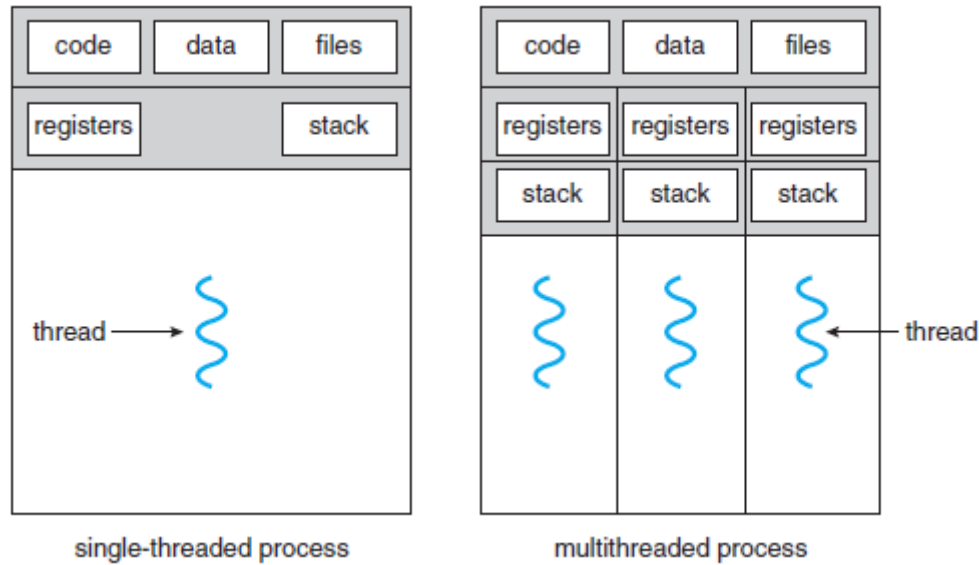 code data files
registers stack
thread
single-threaded process
code data files
registers registers registers
stack stack stack
thread
multithreaded process